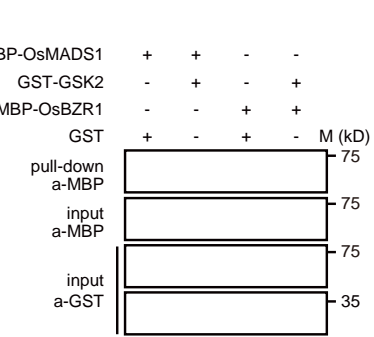 BP-OsMADS1 + + - -
GST-GSK2 - + - +
MBP-OsBZR1 - - + +
GST + - + - M (kD)
pull-down
a-MBP
75
input
a-MBP
75
input
a-GST
75
35